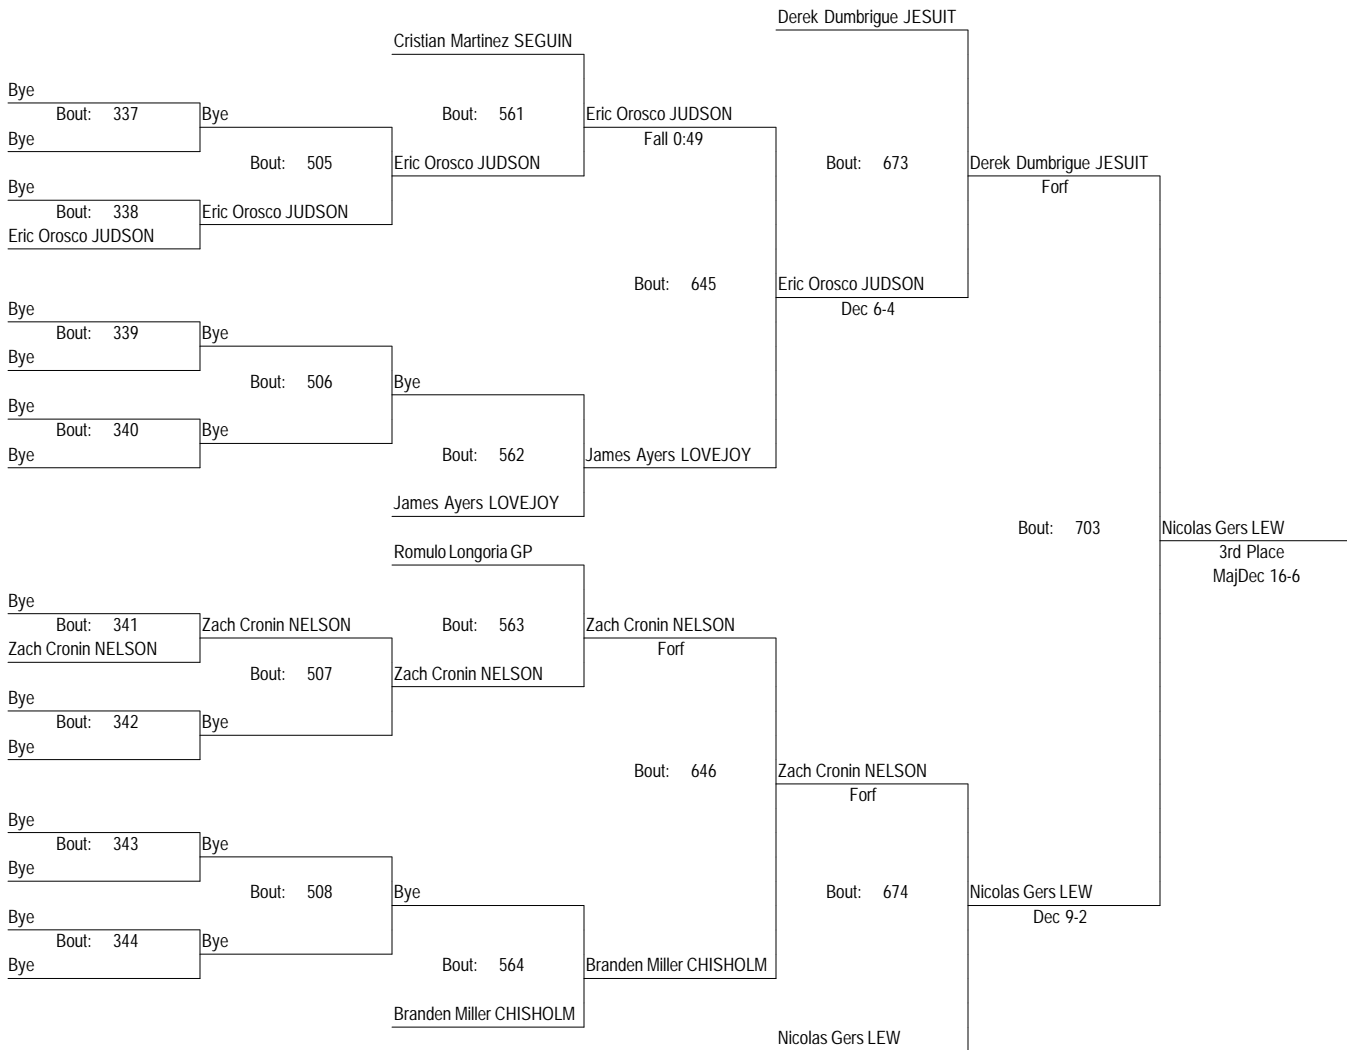 Derek Dumbrigue JESUIT
Cristian Martinez SEGUIN
Bye
Bout: 337 Bye Bout: 561 Eric Orosco JUDSON
Bye Fall 0:49
Bout: 505 Eric Orosco JUDSON Bout: 673 Derek Dumbrigue JESUIT
Bye Forf
Bout: 338 Eric Orosco JUDSON
Eric Orosco JUDSON
Bout: 645 Eric Orosco JUDSON
Bye Dec 6-4
Bout: 339 Bye
Bye
Bout: 506 Bye
Bye
Bout: 340 Bye
Bye Bout: 562 James Ayers LOVEJOY
James Ayers LOVEJOY
Bout: 703 Nicolas Gers LEW
Romulo Longoria GP 3rd Place
MajDec 16-6
Bye
Bout: 341 Zach Cronin NELSON Bout: 563 Zach Cronin NELSON
Zach Cronin NELSON Forf
Bout: 507 Zach Cronin NELSON
Bye
Bout: 342 Bye
Bye
Bout: 646 Zach Cronin NELSON
Forf
Bye
Bout: 343 Bye
Bye
Bout: 508 Bye Bout: 674 Nicolas Gers LEW
Bye Dec 9-2
Bout: 344 Bye
Bye Bout: 564 Branden Miller CHISHOLM
Branden Miller CHISHOLM
Nicolas Gers LEW